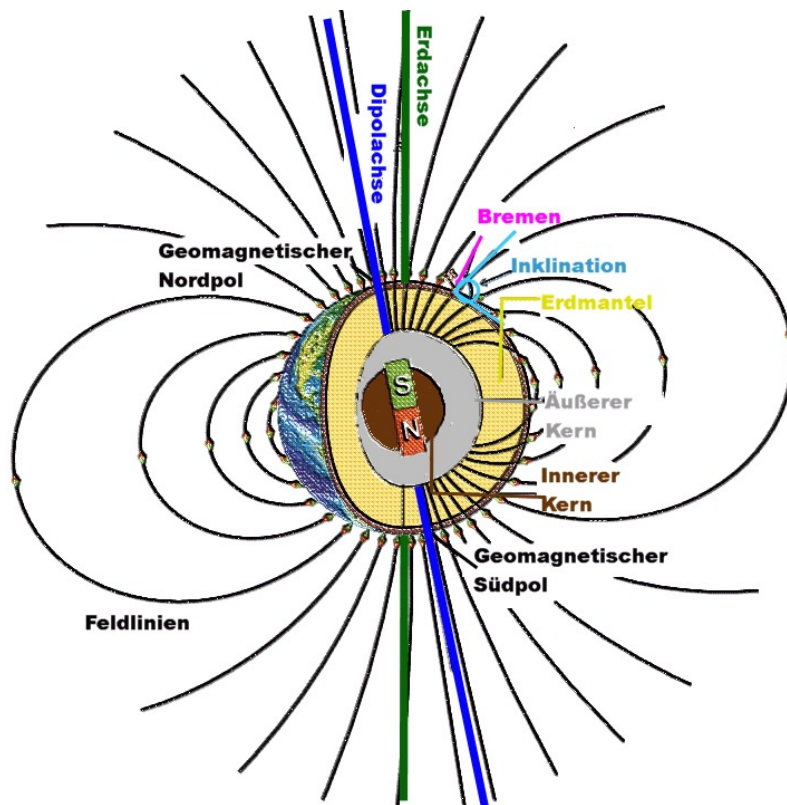 Erdachse
Dipolachse
Bremen
Geomagnetischer
Nordpol
Inklination
Erdmantel
S
N
Äußerer
Kern
Innerer
Kern
Geomagnetischer
Südpol
Feldlinien